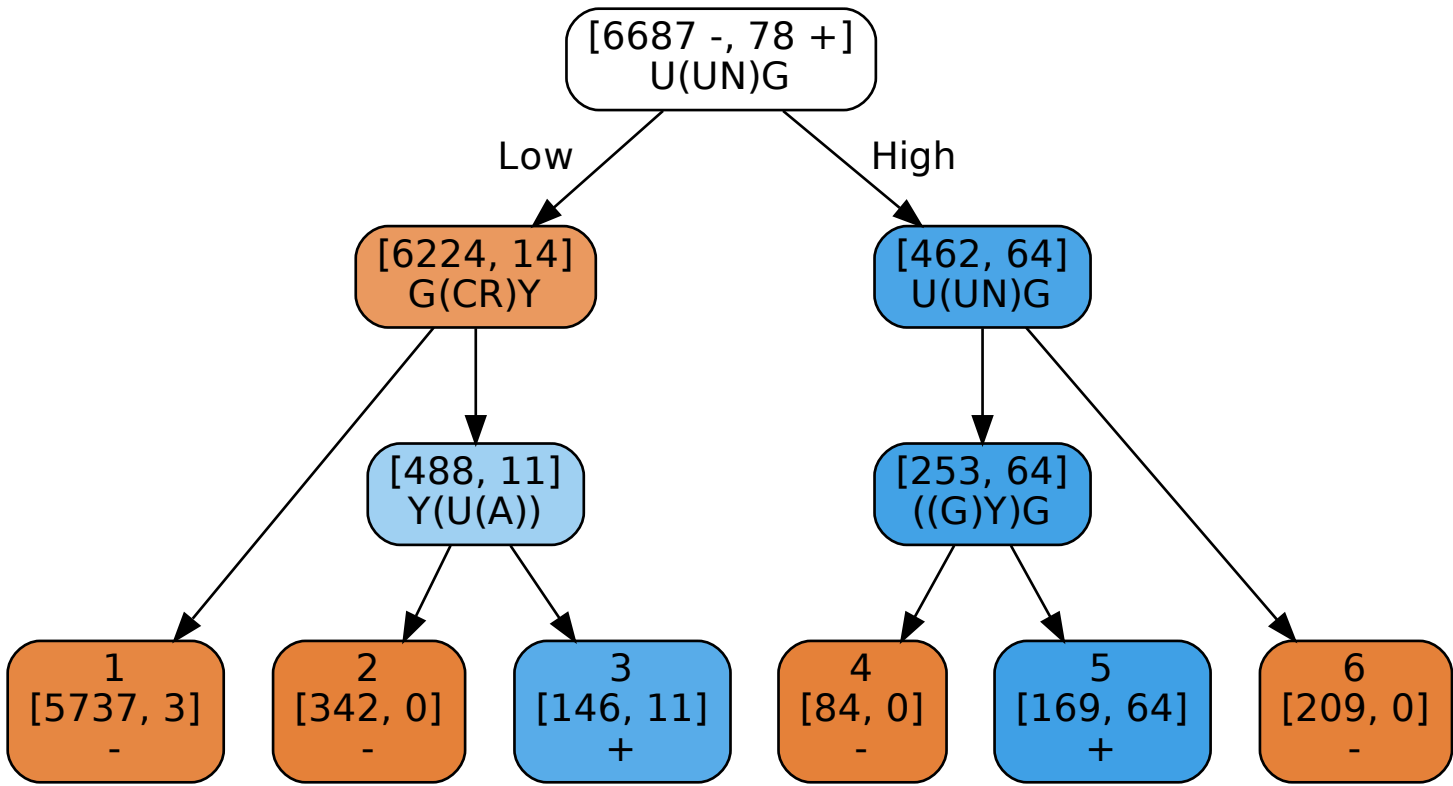 [6687 -, 78 +]
U(UN)G
Low
High
[6224, 14]
G(CR)Y
[462, 64]
U(UN)G
[488, 11]
Y(U(A))
[253, 64]
((G)Y)G
1
[5737, 3]
-
2
[342, 0]
-
3
[146, 11]
+
4
[84, 0]
-
5
[169, 64]
+
6
[209, 0]
-